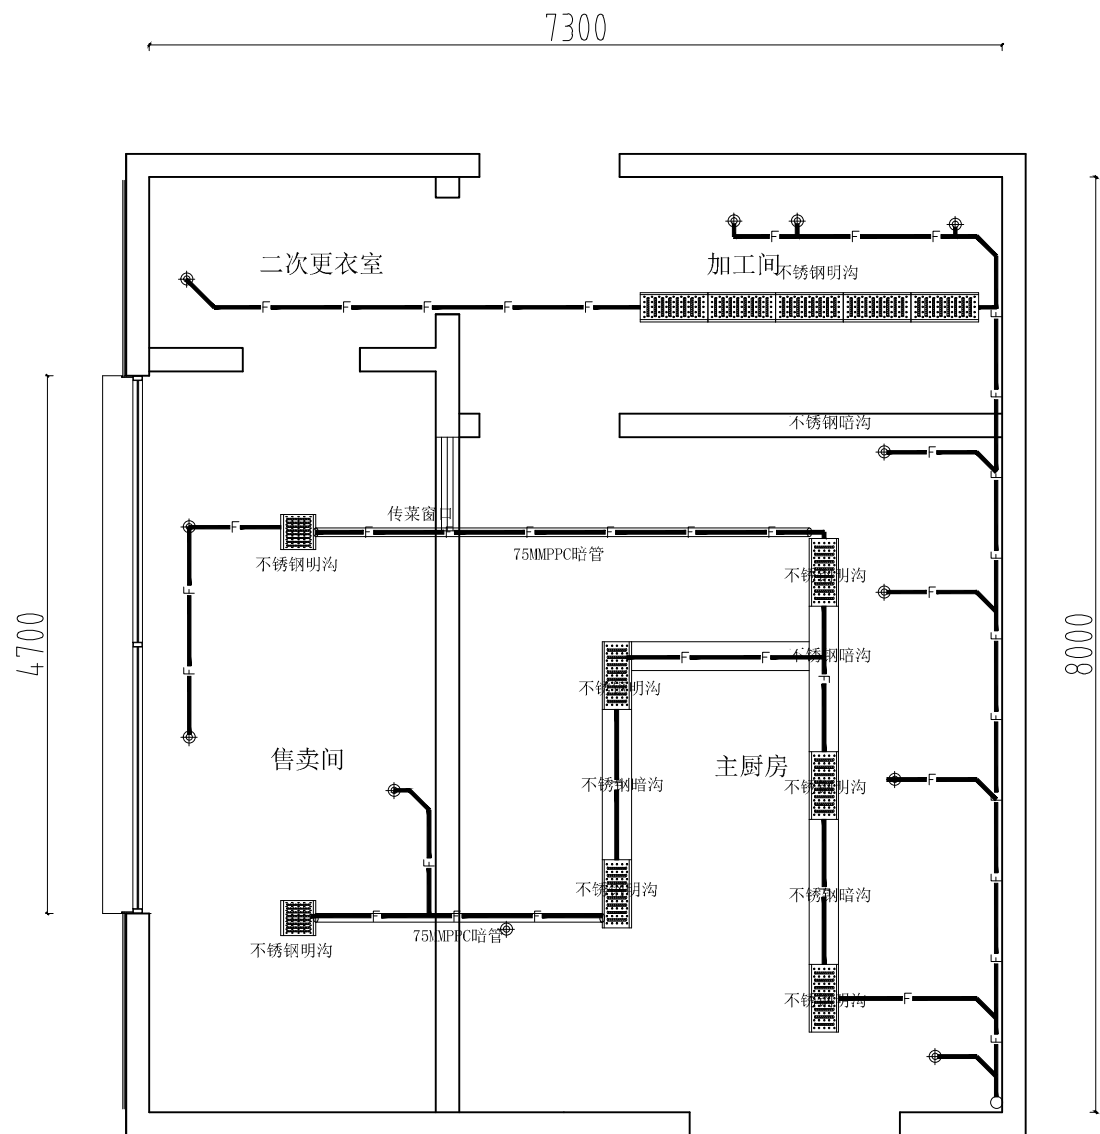 7300
二次更衣室
加工间
不锈钢明沟
F F F
F F F F F
不锈钢暗沟
传菜窗口
F F F F F F F
75MMPPC暗管
不锈钢明沟
不锈钢明沟
4700
8000
F F
不锈钢暗沟
不锈钢明沟
售卖间
主厨房
不锈钢暗沟
不锈钢明沟
不锈钢明沟
不锈钢暗沟
F F F
75MMPPC暗管
不锈钢明沟
不锈钢明沟
F